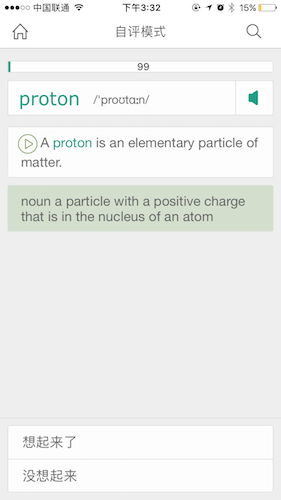 中国联通 下午3:32 15%
自评模式
99
proton /ˈproʊtɑːn/
A proton is an elementary particle of
matter.
noun a particle with a positive charge
that is in the nucleus of an atom
想起来了
没想起来